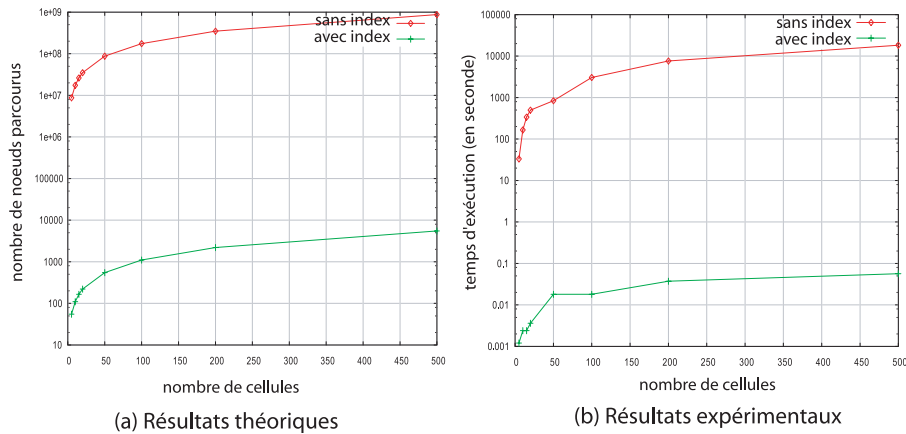 1e+09
1e+08
1e+07
1e+06
100000
10000
1000
100
10
0 50 100 150 200 250 300 350 400 450 500
nombre de noeuds parcourus
nombre de cellules
sans index
avec index
(a) Résultats théoriques
100000
10000
1000
100
10
1
0,1
0.01
0.001
0 50 100 150 200 250 300 350 400 450 500
temps d'exécution (en seconde)
nombre de cellules
sans index
avec index
(b) Résultats expérimentaux